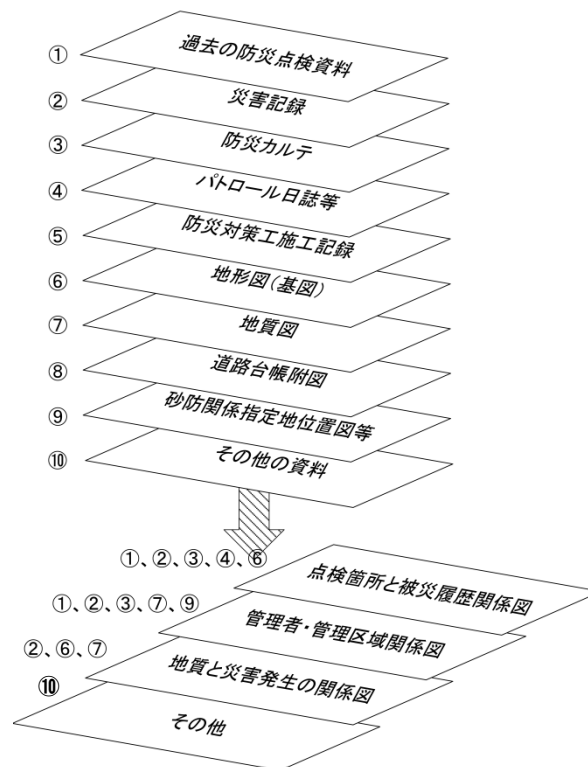 ① 過去の防災点検資料
② 災害記録
③ 防災カルテ
④ パトロール日誌等
⑤ 防災対策工施工記録
⑥ 地形図(基図)
⑦ 地質図
⑧ 道路台帳附図
⑨ 砂防関係指定地位置図等
⑩ その他の資料
①、②、③、④、⑥
点検箇所と被災履歴関係図
①、②、③、⑦、⑨
管理者・管理区域関係図
②、⑥、⑦
地質と災害発生の関係図
⑩
その他